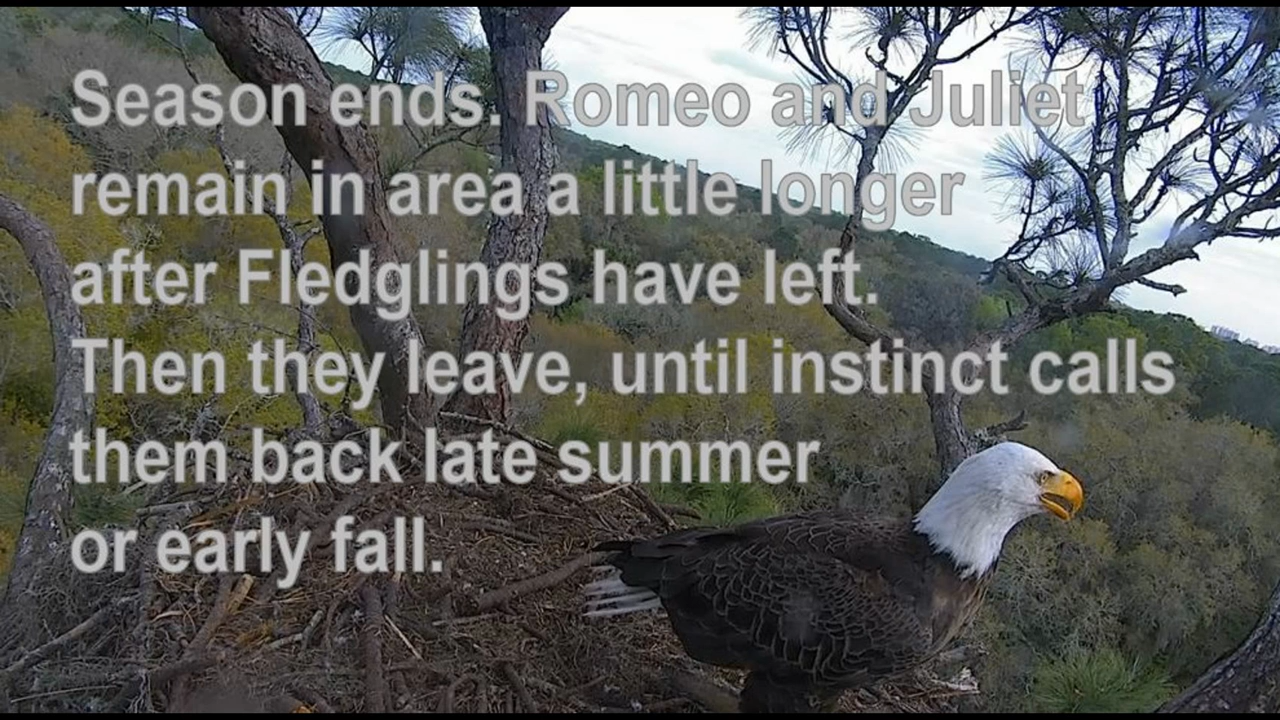 Season ends. Romeo and Juliet
remain in area a little longer
after Fledglings have left.
Then they leave, until instinct calls
them back late summer
or early fall.